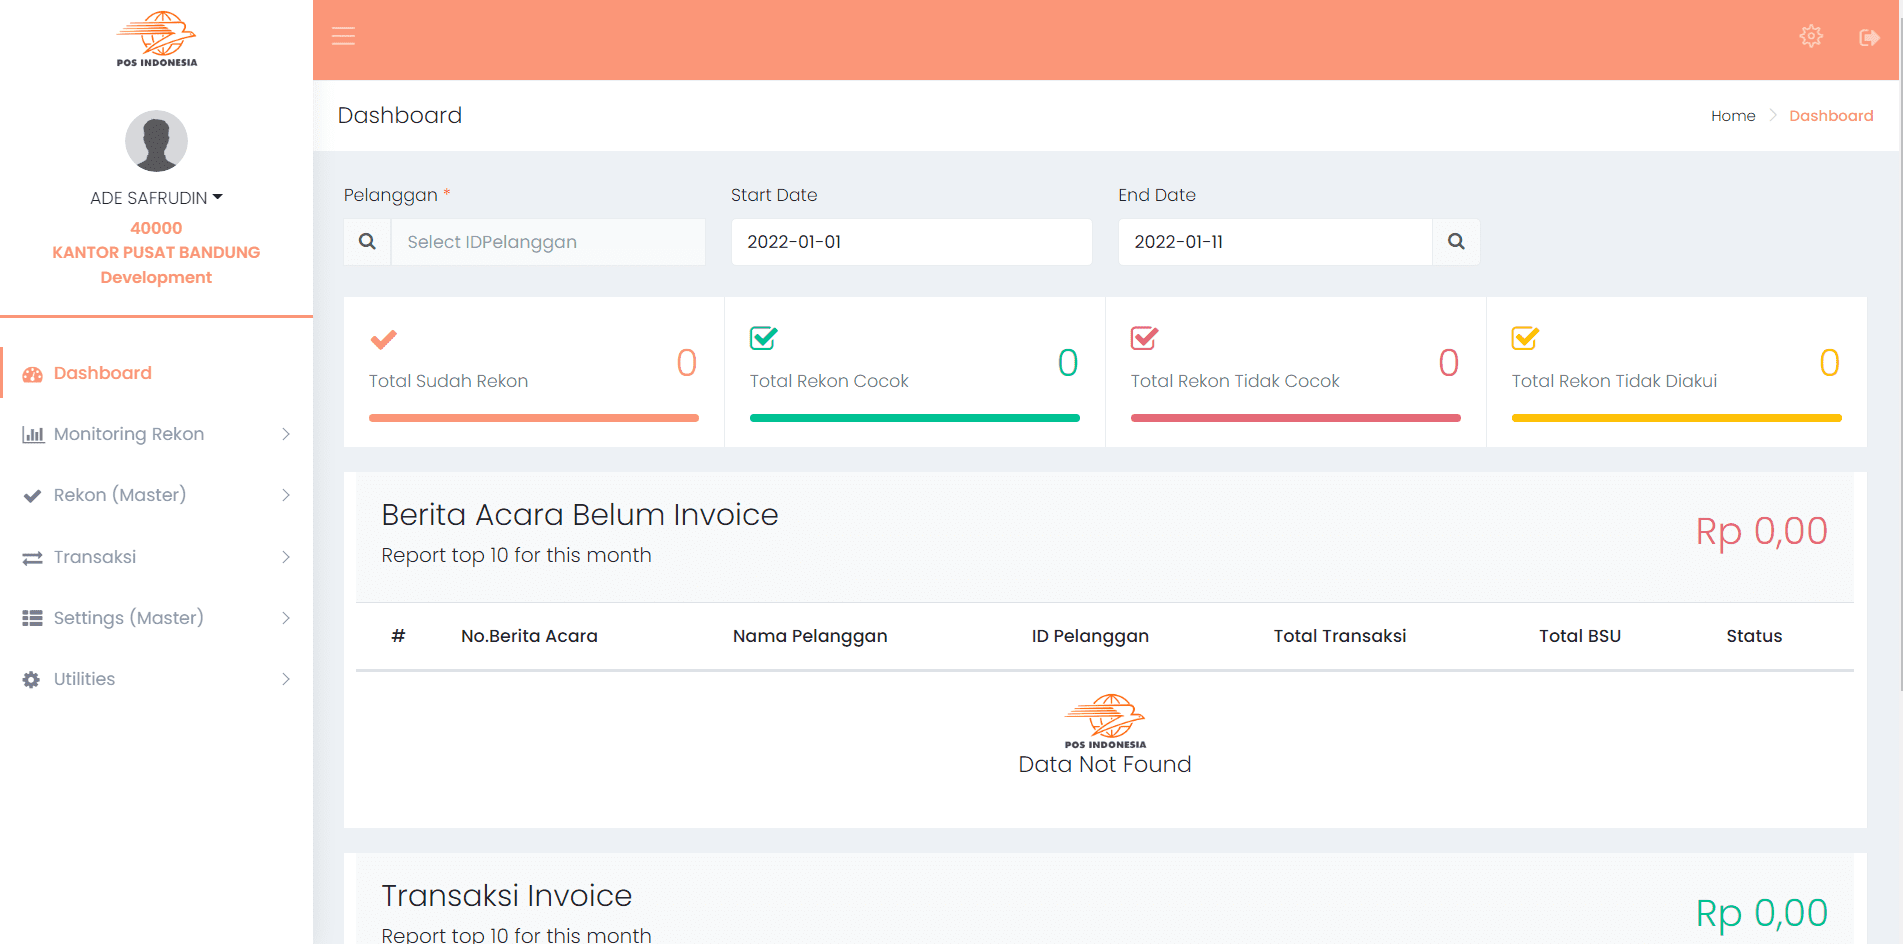 POS INDONESIA
ADE SAFRUDIN
40000
KANTOR PUSAT BANDUNG
Development
Dashboard
Monitoring Rekon
Rekon (Master)
Transaksi
Settings (Master)
Utilities
Dashboard
Home
Dashboard
Pelanggan *
Start Date
End Date
Select IDPelanggan
2022-01-01
2022-01-11
Total Sudah Rekon
0
Total Rekon Cocok
0
Total Rekon Tidak Cocok
0
Total Rekon Tidak Diakui
0
Berita Acara Belum Invoice
Report top 10 for this month
Rp 0,00
# No.Berita Acara Nama Pelanggan ID Pelanggan Total Transaksi Total BSU Status
POS INDONESIA
Data Not Found
Transaksi Invoice
Report top 10 for this month
Rp 0,00